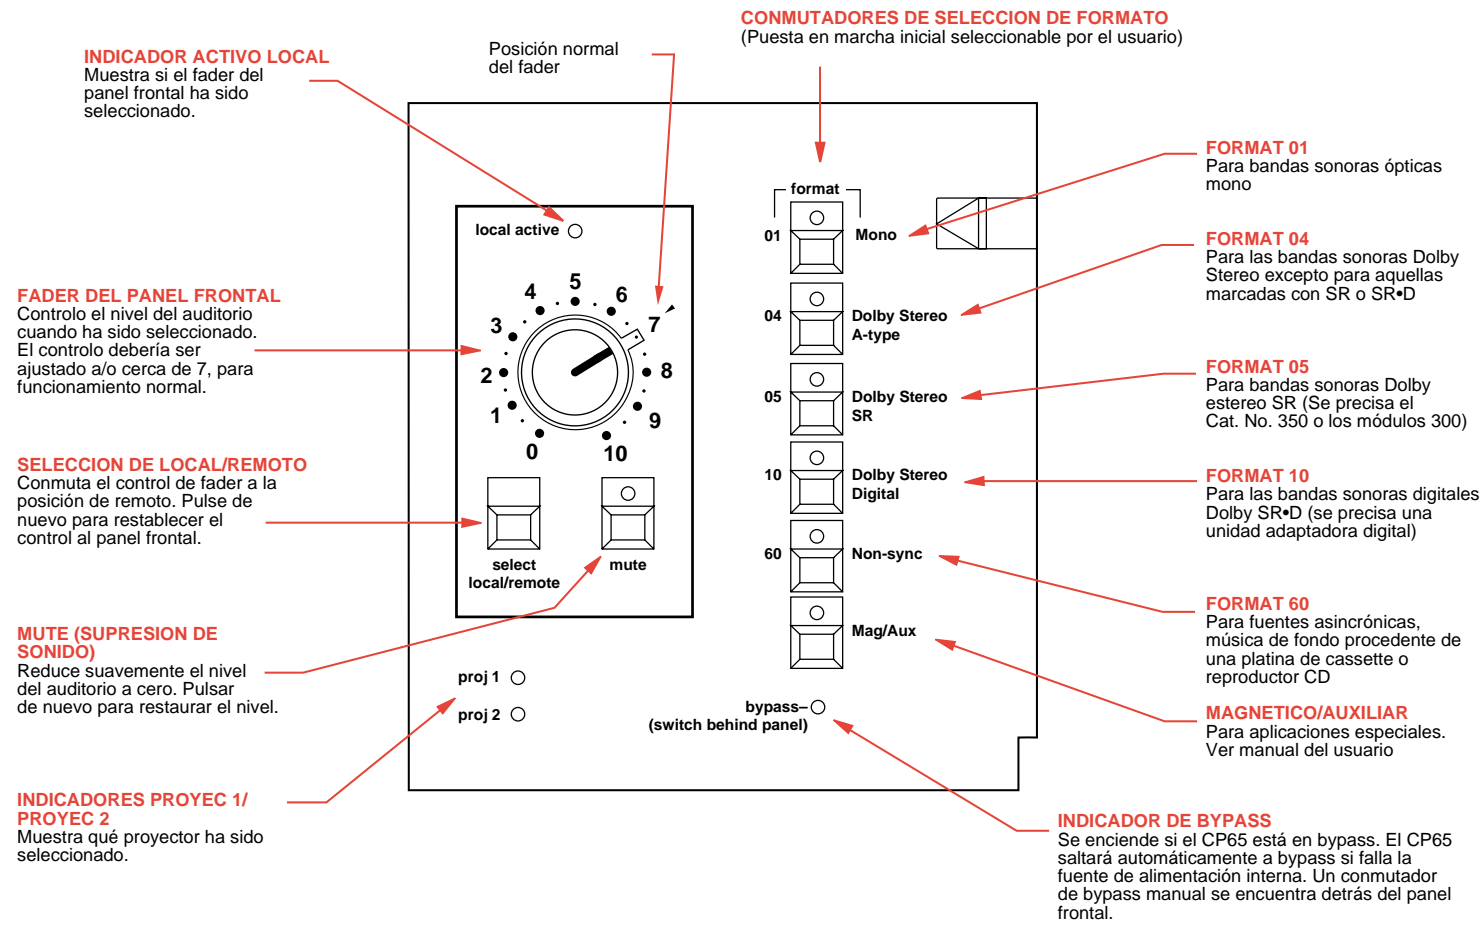 CONMUTADORES DE SELECCION DE FORMATO
(Puesta en marcha inicial seleccionable por el usuario)
INDICADOR ACTIVO LOCAL
Muestra si el fader del
panel frontal ha sido
seleccionado.
Posición normal
del fader
FADER DEL PANEL FRONTAL
Controlo el nivel del auditorio
cuando ha sido seleccionado.
El controlo debería ser
ajustado a/o cerca de 7, para
funcionamiento normal.
SELECCION DE LOCAL/REMOTO
Conmuta el control de fader a la
posición de remoto. Pulse de
nuevo para restablecer el
control al panel frontal.
MUTE (SUPRESION DE
SONIDO)
Reduce suavemente el nivel
del auditorio a cero. Pulsar
de nuevo para restaurar el nivel.
INDICADORES PROYEC 1/
PROYEC 2
Muestra qué proyector ha sido
seleccionado.
local active
0
1
2
3
4
5
6
7
8
9
10
select
local/remote
mute
proj 1
proj 2
format
01
Mono
04
Dolby Stereo
A-type
05
Dolby Stereo
SR
10
Dolby Stereo
Digital
60
Non-sync
Mag/Aux
bypass–
(switch behind panel)
FORMAT 01
Para bandas sonoras ópticas
mono
FORMAT 04
Para las bandas sonoras Dolby
Stereo excepto para aquellas
marcadas con SR o SR•D
FORMAT 05
Para bandas sonoras Dolby
estereo SR (Se precisa el
Cat. No. 350 o los módulos 300)
FORMAT 10
Para las bandas sonoras digitales
Dolby SR•D (se precisa una
unidad adaptadora digital)
FORMAT 60
Para fuentes asincrónicas,
música de fondo procedente de
una platina de cassette o
reproductor CD
MAGNETICO/AUXILIAR
Para aplicaciones especiales.
Ver manual del usuario
INDICADOR DE BYPASS
Se enciende si el CP65 está en bypass. El CP65
saltará automáticamente a bypass si falla la
fuente de alimentación interna. Un conmutador
de bypass manual se encuentra detrás del panel
frontal.